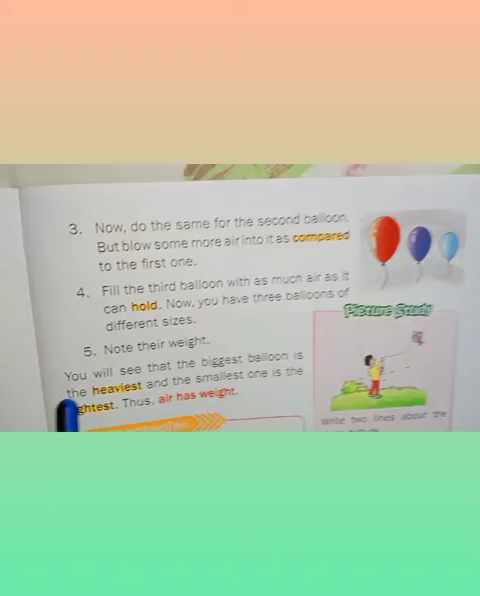 3. Now, do the same for the second balloon.
But blow some more air into it as compared
to the first one.
4. Fill the third balloon with as much air as it
can hold. Now, you have three balloons of
different sizes.
5. Note their weight.
You will see that the biggest balloon is
the heaviest and the smallest one is the
ghtest. Thus, air has weight.
Picture Study
Write two lines about the